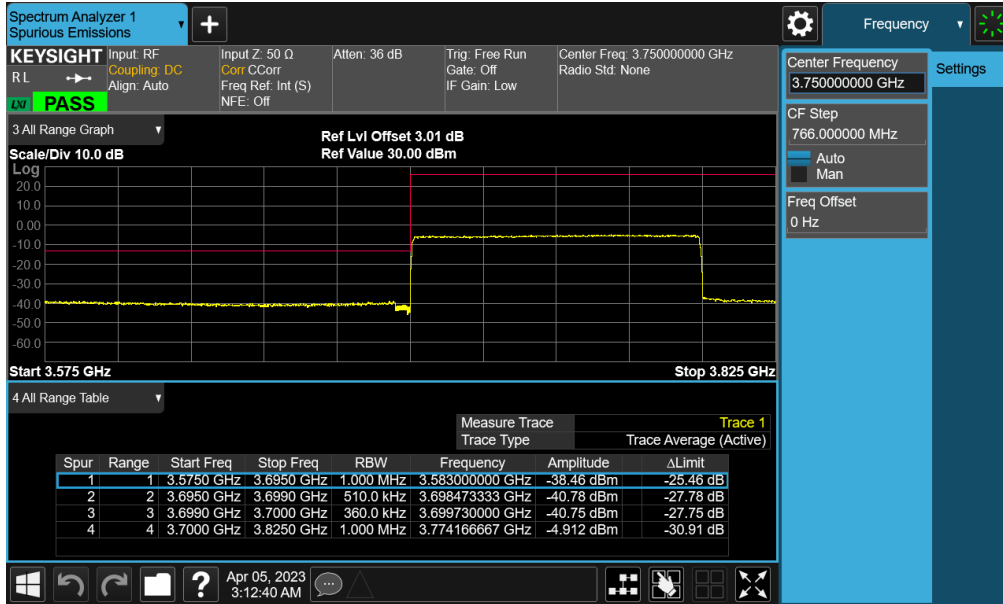 Spectrum Analyzer 1
Spurious Emissions
Frequency
KEYSIGHT
R L
LXI
PASS
Input: RF
Coupling: DC
Align: Auto
Input Z: 50 Ω
Corr CCorr
Freq Ref: Int (S)
NFE: Off
Atten: 36 dB
Trig: Free Run
Gate: Off
IF Gain: Low
Center Freq: 3.750000000 GHz
Radio Std: None
3 All Range Graph
Ref Lvl Offset 3.01 dB
Scale/Div 10.0 dB
Ref Value 30.00 dBm
Log
20.0
10.0
0.00
-10.0
-20.0
-30.0
-40.0
-50.0
-60.0
Start 3.575 GHz
Stop 3.825 GHz
4 All Range Table
Measure Trace Trace 1
Trace Type Trace Average (Active)
Spur Range Start Freq Stop Freq RBW Frequency Amplitude ΔLimit
1 1 3.5750 GHz 3.6950 GHz 1.000 MHz 3.583000000 GHz -38.46 dBm -25.46 dB
2 2 3.6950 GHz 3.6990 GHz 510.0 kHz 3.698473333 GHz -40.78 dBm -27.78 dB
3 3 3.6990 GHz 3.7000 GHz 360.0 kHz 3.699730000 GHz -40.75 dBm -27.75 dB
4 4 3.7000 GHz 3.8250 GHz 1.000 MHz 3.774166667 GHz -4.912 dBm -30.91 dB
Center Frequency
3.750000000 GHz
Settings
CF Step
766.000000 MHz
Auto
Man
Freq Offset
0 Hz
?
Apr 05, 2023
3:12:40 AM